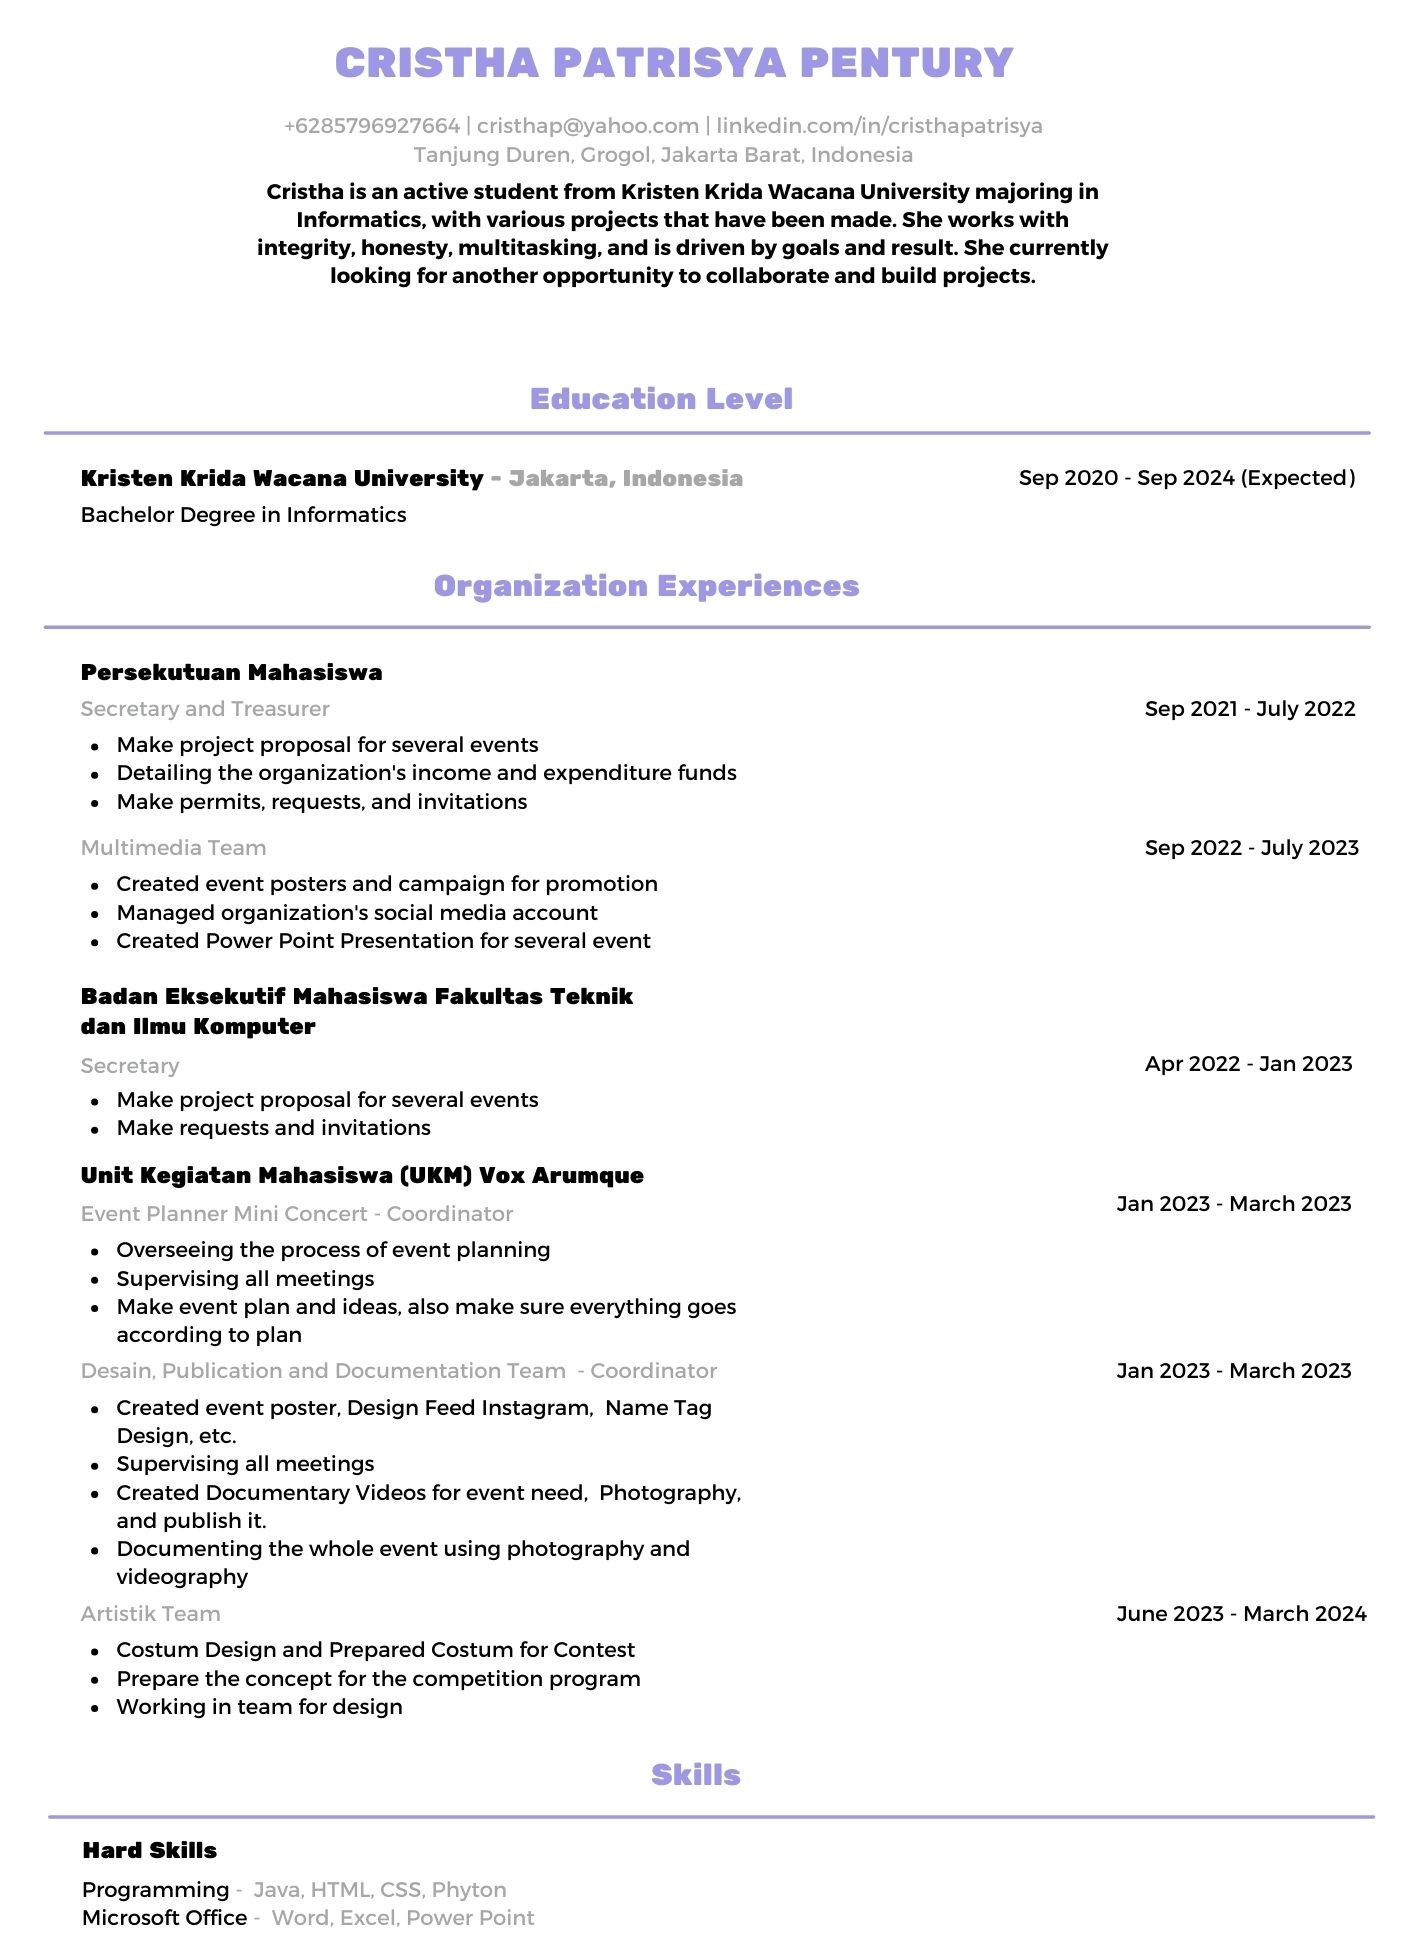 CRISTHA PATRISYA PENTURY
+6285796927664 | cristhap@yahoo.com | linkedin.com/in/cristhapatrisya
Tanjung Duren, Grogol, Jakarta Barat, Indonesia
Cristha is an active student from Kristen Krida Wacana University majoring in
Informatics, with various projects that have been made. She works with
integrity, honesty, multitasking, and is driven by goals and result. She currently
looking for another opportunity to collaborate and build projects.
Education Level
Kristen Krida Wacana University - Jakarta, Indonesia Sep 2020 - Sep 2024 (Expected)
Bachelor Degree in Informatics
Organization Experiences
Persekutuan Mahasiswa
Secretary and Treasurer Sep 2021 - July 2022
• Make project proposal for several events
• Detailing the organization's income and expenditure funds
• Make permits, requests, and invitations
Multimedia Team Sep 2022 - July 2023
• Created event posters and campaign for promotion
• Managed organization's social media account
• Created Power Point Presentation for several event
Badan Eksekutif Mahasiswa Fakultas Teknik
dan Ilmu Komputer
Secretary Apr 2022 - Jan 2023
• Make project proposal for several events
• Make requests and invitations
Unit Kegiatan Mahasiswa (UKM) Vox Arumque
Event Planner Mini Concert - Coordinator Jan 2023 - March 2023
• Overseeing the process of event planning
• Supervising all meetings
• Make event plan and ideas, also make sure everything goes
according to plan
Desain, Publication and Documentation Team - Coordinator Jan 2023 - March 2023
• Created event poster, Design Feed Instagram, Name Tag
Design, etc.
• Supervising all meetings
• Created Documentary Videos for event need, Photography,
and publish it.
• Documenting the whole event using photography and
videography
Artistik Team June 2023 - March 2024
• Costum Design and Prepared Costum for Contest
• Prepare the concept for the competition program
• Working in team for design
Skills
Hard Skills
Programming - Java, HTML, CSS, Phyton
Microsoft Office - Word, Excel, Power Point